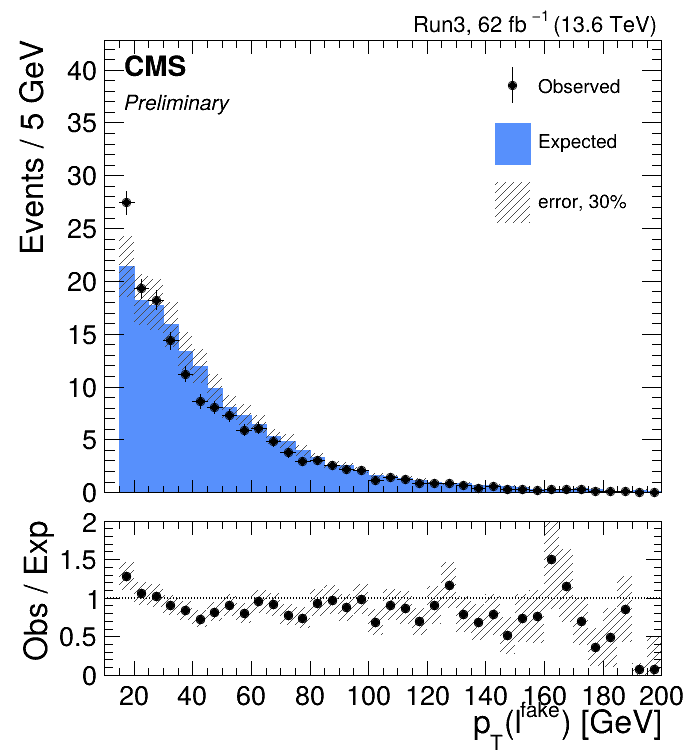 Run3, 62 fb⁻¹ (13.6 TeV)
CMS
Preliminary
Observed
Expected
error, 30%
Events / 5 GeV
40
35
30
25
20
15
10
5
0
Obs / Exp
2
1.5
1
0.5
0
20 40 60 80 100 120 140 160 180 200
p_T(l^fake) [GeV]